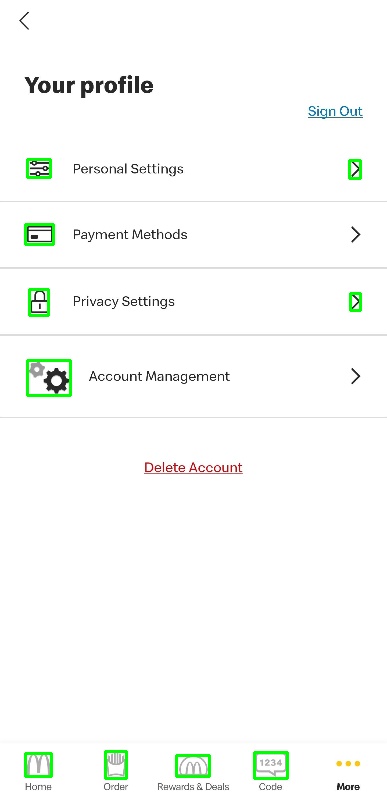 Your profile
Sign Out
Personal Settings
Payment Methods
Privacy Settings
Account Management
Delete Account
1234
Home
Order
Rewards & Deals
Code
More